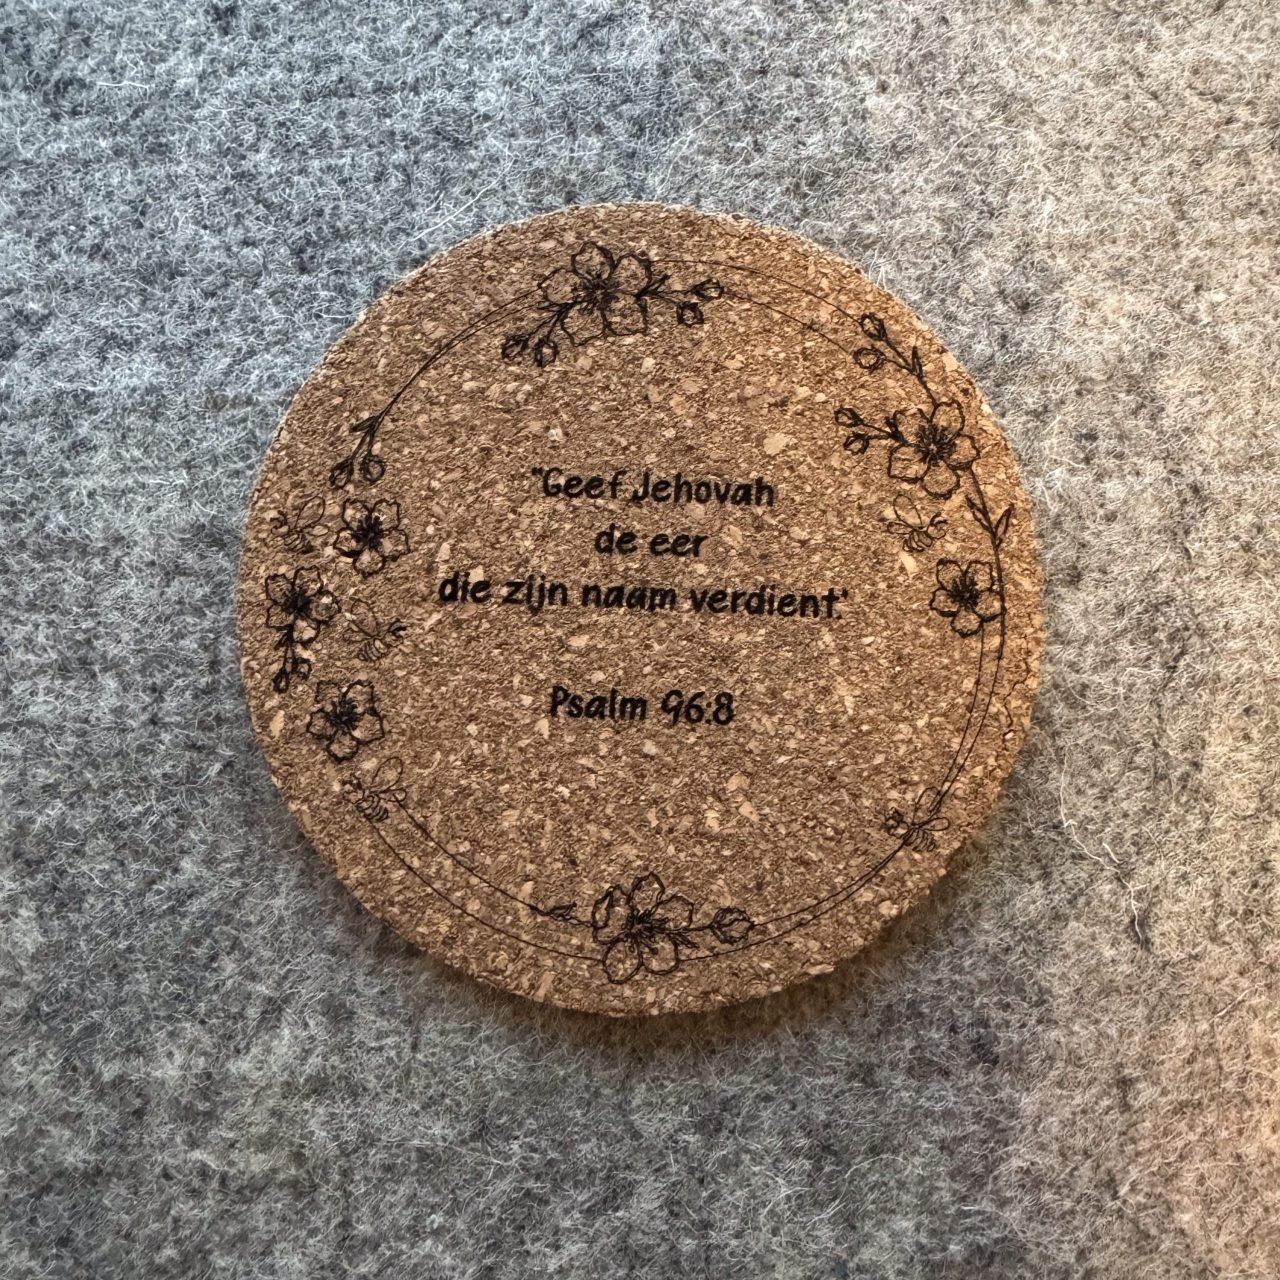 "Geef Jehovah
de eer
die zijn naam verdient."
Psalm 96:8